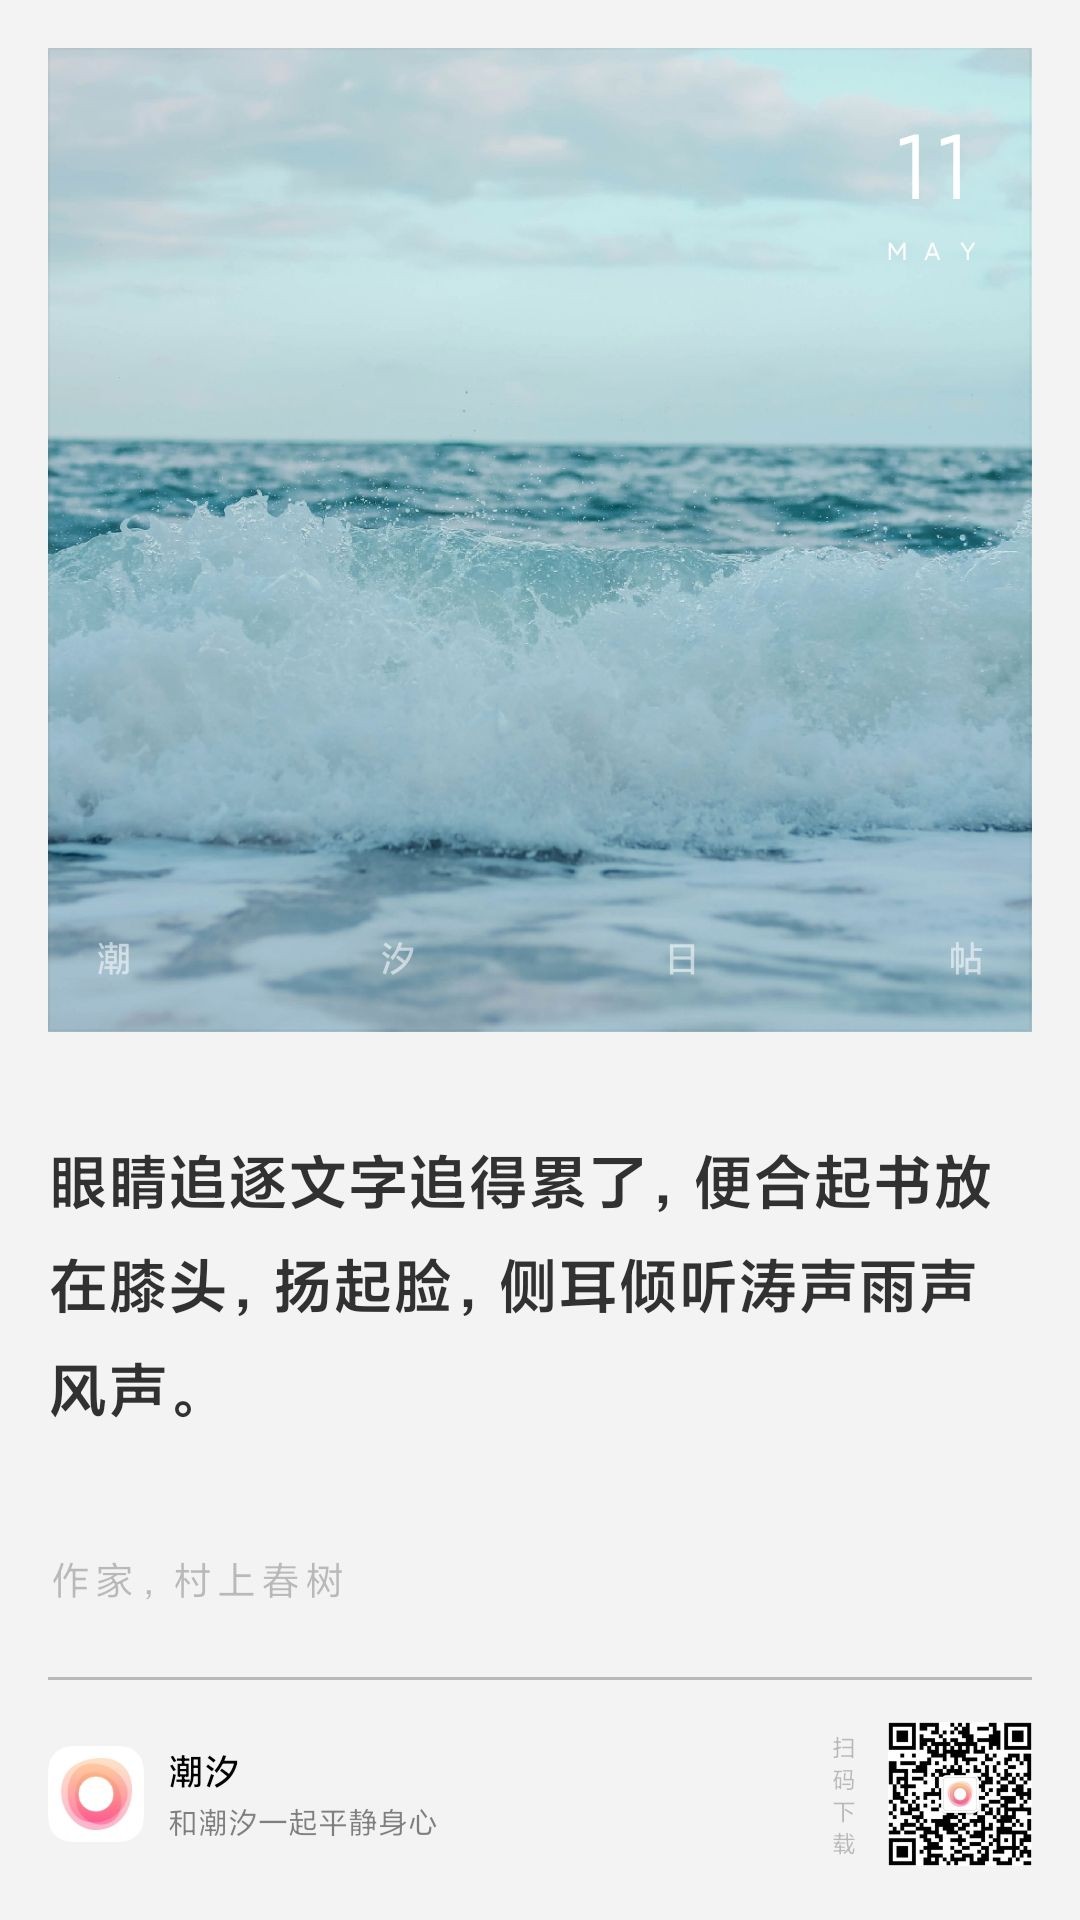 11
MAY
潮汐日帖
眼睛追逐文字追得累了，便合起书放
在膝头，扬起脸，侧耳倾听涛声雨声
风声。
作家，村上春树
潮汐
和潮汐一起平静身心
扫码下载